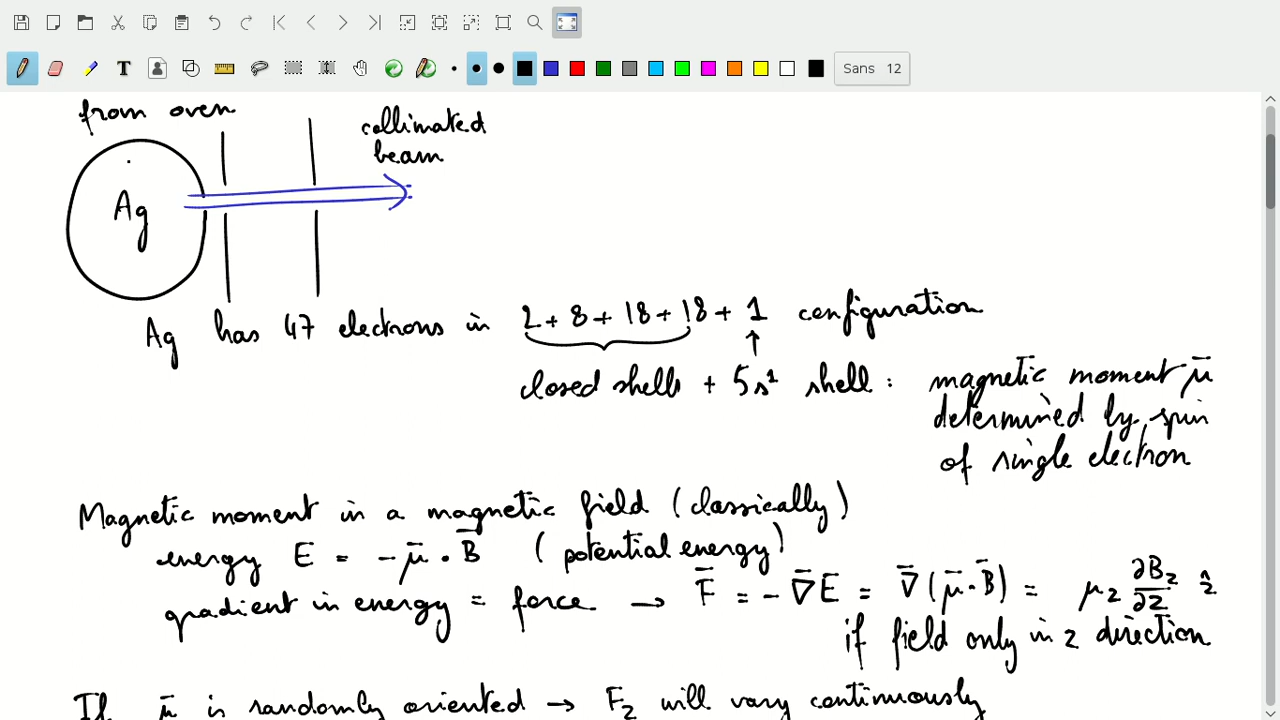 Sans 12
from oven
collimated
beam
Ag
Ag has 47 electrons in 2 + 8 + 18 + 18 + 1 configuration
closed shells + 5s¹ shell : magnetic moment μ̄
determined by spin
of single electron
Magnetic moment in a magnetic field (classically)
energy E = - μ̄ · B̄ (potential energy)
gradient in energy = force → F̄ = - ∇̄E = ∇̄(μ̄·B̄) = μz ∂Bz/∂z ẑ
if field only in z direction
If μ̄ is randomly oriented → Fz will vary continuously